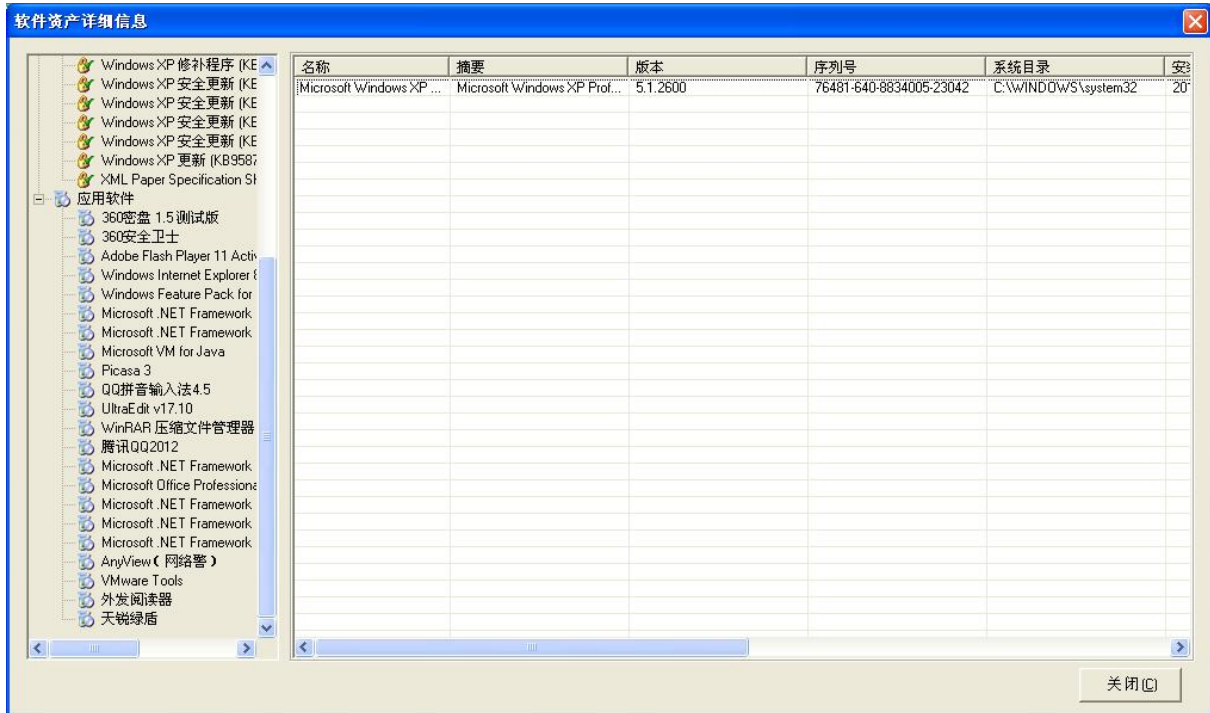 软件资产详细信息
Windows XP 修补程序 (KE
Windows XP 安全更新 (KE
Windows XP 安全更新 (KE
Windows XP 安全更新 (KE
Windows XP 安全更新 (KE
Windows XP 更新 (KB9587
XML Paper Specification Sh
应用软件
360密盘 1.5 测试版
360安全卫士
Adobe Flash Player 11 Activ
Windows Internet Explorer 8
Windows Feature Pack for
Microsoft .NET Framework
Microsoft .NET Framework
Microsoft VM for Java
Picasa 3
QQ拼音输入法4.5
UltraEdit v17.10
WinRAR 压缩文件管理器
腾讯QQ2012
Microsoft .NET Framework
Microsoft Office Professiona
Microsoft .NET Framework
Microsoft .NET Framework
Microsoft .NET Framework
AnyView（网络警）
VMware Tools
外发阅读器
天锐绿盾
名称 摘要 版本 序列号 系统目录 安
Microsoft Windows XP ... Microsoft Windows XP Prof... 5.1.2600 76481-640-8834005-23042 C:\WINDOWS\system32 20
关闭(C)